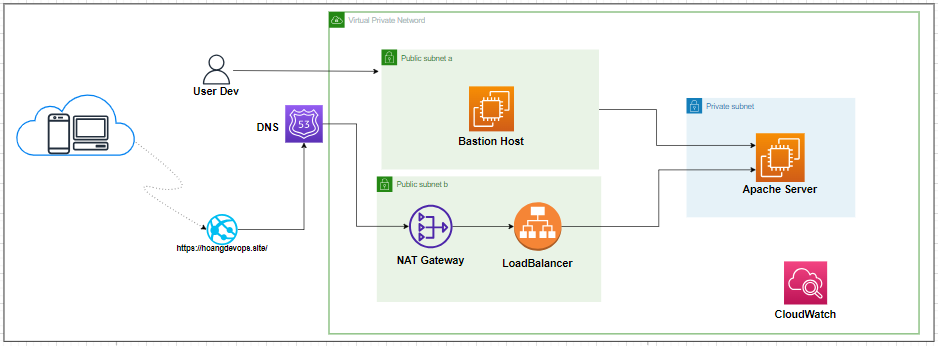 Virtual Private Network
Public subnet a
User Dev
Bastion Host
DNS
53
Private subnet
Apache Server
Public subnet b
https://hoangdevops.site/
NAT Gateway
LoadBalancer
CloudWatch